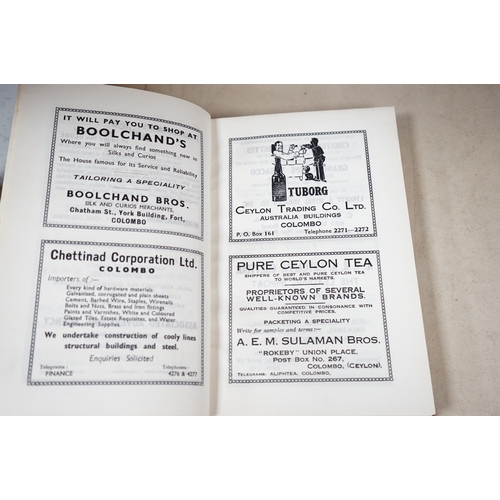 IT WILL PAY YOU TO SHOP AT
BOOLCHAND'S
Where you will always find something new in
Silks and Curios
The House famous for its Service and Reliability
TAILORING A SPECIALITY
BOOLCHAND BROS.
SILK AND CURIOS MERCHANTS.
Chatham St., York Building, Fort,
COLOMBO
Chettinad Corporation Ltd.
COLOMBO
Importers of :—
Every kind of hardware materials
Galvanised, corrugated and plain sheets
Cement, Barbed Wire, Staples, Wirenails
Bolts and Nuts, Brass and Iron fittings
Paints and Varnishes, White and Coloured
Glazed Tiles, Estate Requisites, and Water
Engineering Supplies.
We undertake construction of cooly lines
structural buildings and steel.
Enquiries Solicited
Telegrams : Telephones :
FINANCE 4276 & 4277
TUBORG
CEYLON TRADING CO. LTD.
AUSTRALIA BUILDINGS
COLOMBO
P. O. Box 161 Telephone 2271—2272
PURE CEYLON TEA
SHIPPERS OF BEST AND PURE CEYLON TEA
TO WORLD'S MARKETS.
PROPRIETORS OF SEVERAL
WELL-KNOWN BRANDS.
QUALITIES GUARANTEED IN CONSONANCE WITH
COMPETITIVE PRICES.
PACKETING A SPECIALITY
Write for samples and terms :—
A. E. M. SULAMAN BROS.
"ROKEBY" UNION PLACE,
POST BOX NO. 267,
COLOMBO, (CEYLON).
TELEGRAMS: ALIPHTEA, COLOMBO.